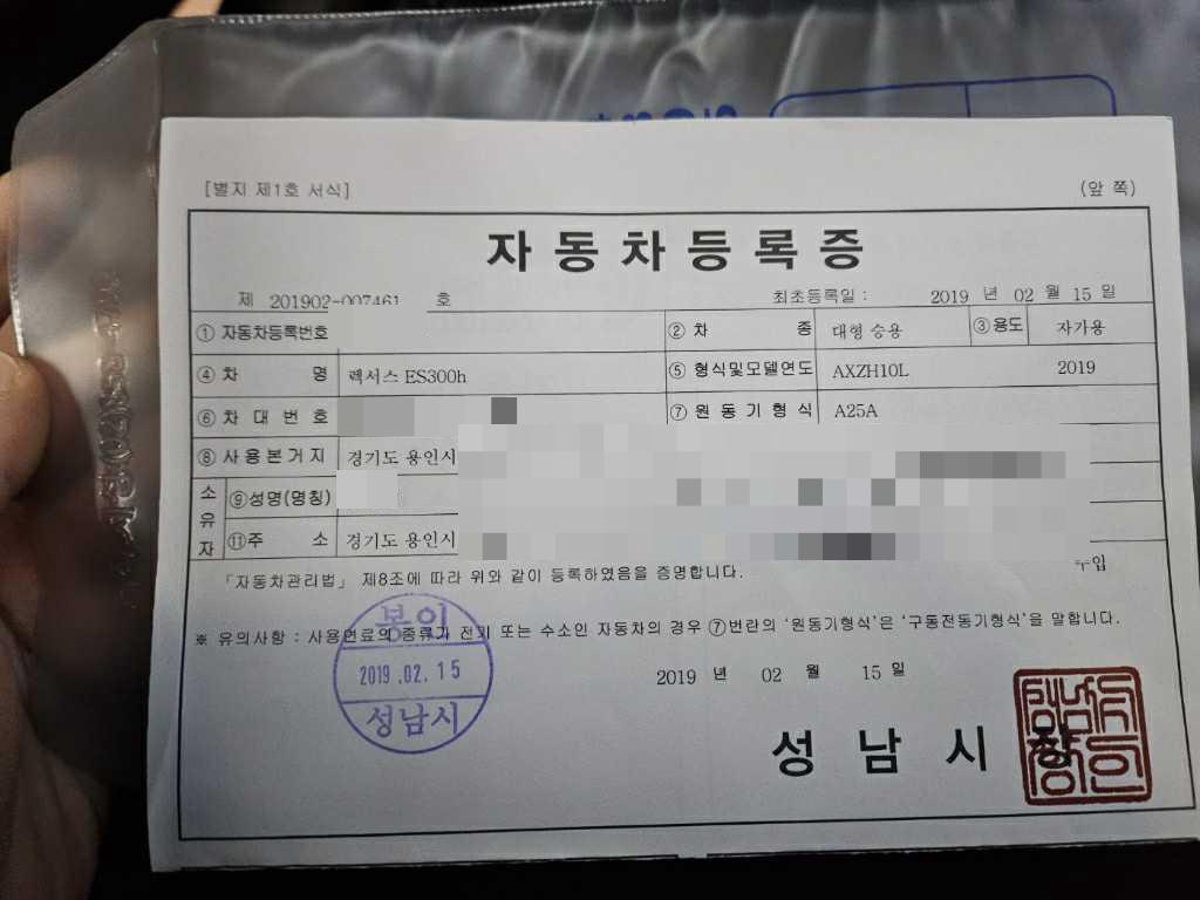 [별지 제1호 서식]
(앞 쪽)
자동차등록증
제 201902-007461 호
최초등록일 : 2019 년 02 월 15 일
① 자동차등록번호
② 차 종 대형 승용 ③용도 자가용
④ 차 명 렉서스 ES300h
⑤ 형식및모델연도 AXZH10L 2019
⑥ 차 대 번 호
⑦ 원 동 기 형 식 A25A
⑧ 사 용 본 거 지 경기도 용인시
소유자
⑨성명(명칭)
⑪주 소 경기도 용인시
「자동차관리법」 제8조에 따라 위와 같이 등록하였음을 증명합니다.
※ 유의사항 : 사용연료의 종류가 전기 또는 수소인 자동차의 경우 ⑦번란의 '원동기형식'은 '구동전동기형식'을 말합니다.
봉인
2019.02.15
성남시
2019 년 02 월 15 일
성 남 시 장